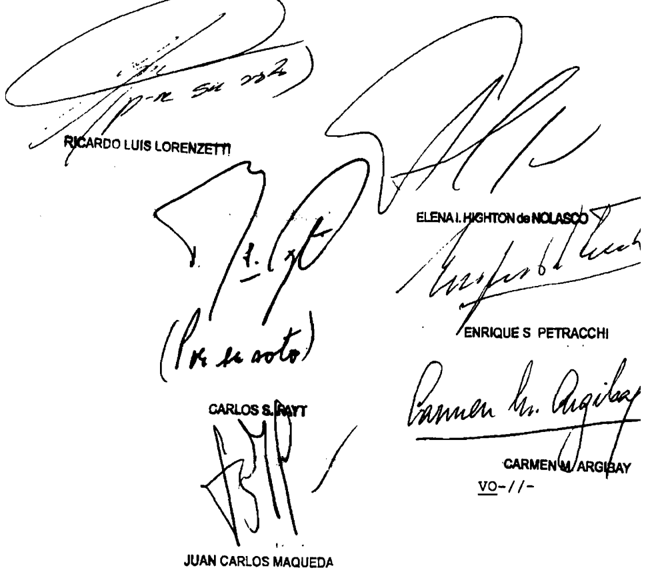 (por su voto)
RICARDO LUIS LORENZETTI
ELENA I. HIGHTON de NOLASCO
(Por su voto)
ENRIQUE S PETRACCHI
CARLOS S. FAYT
Carmen M. Argibay
CARMEN M. ARGIBAY
VO-//-
JUAN CARLOS MAQUEDA